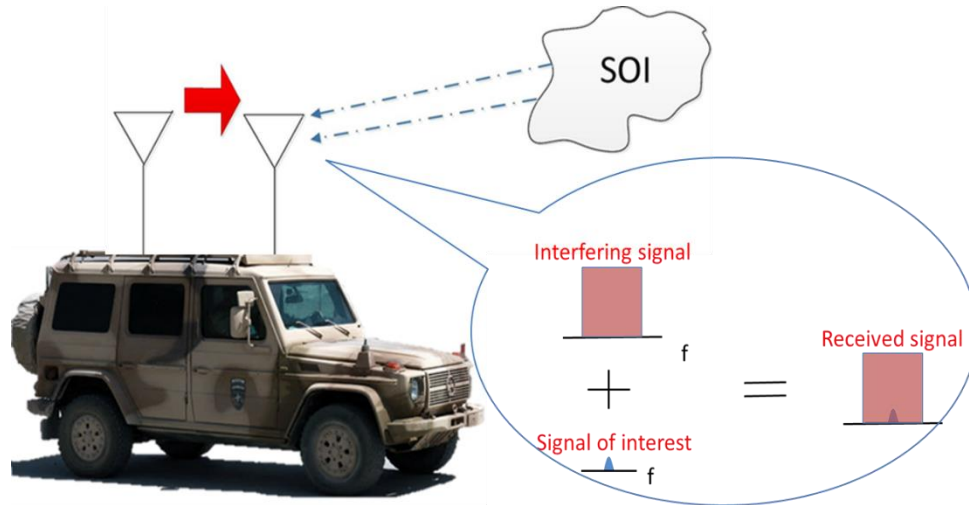 SOI
Interfering signal
f
Received signal
Signal of interest
f